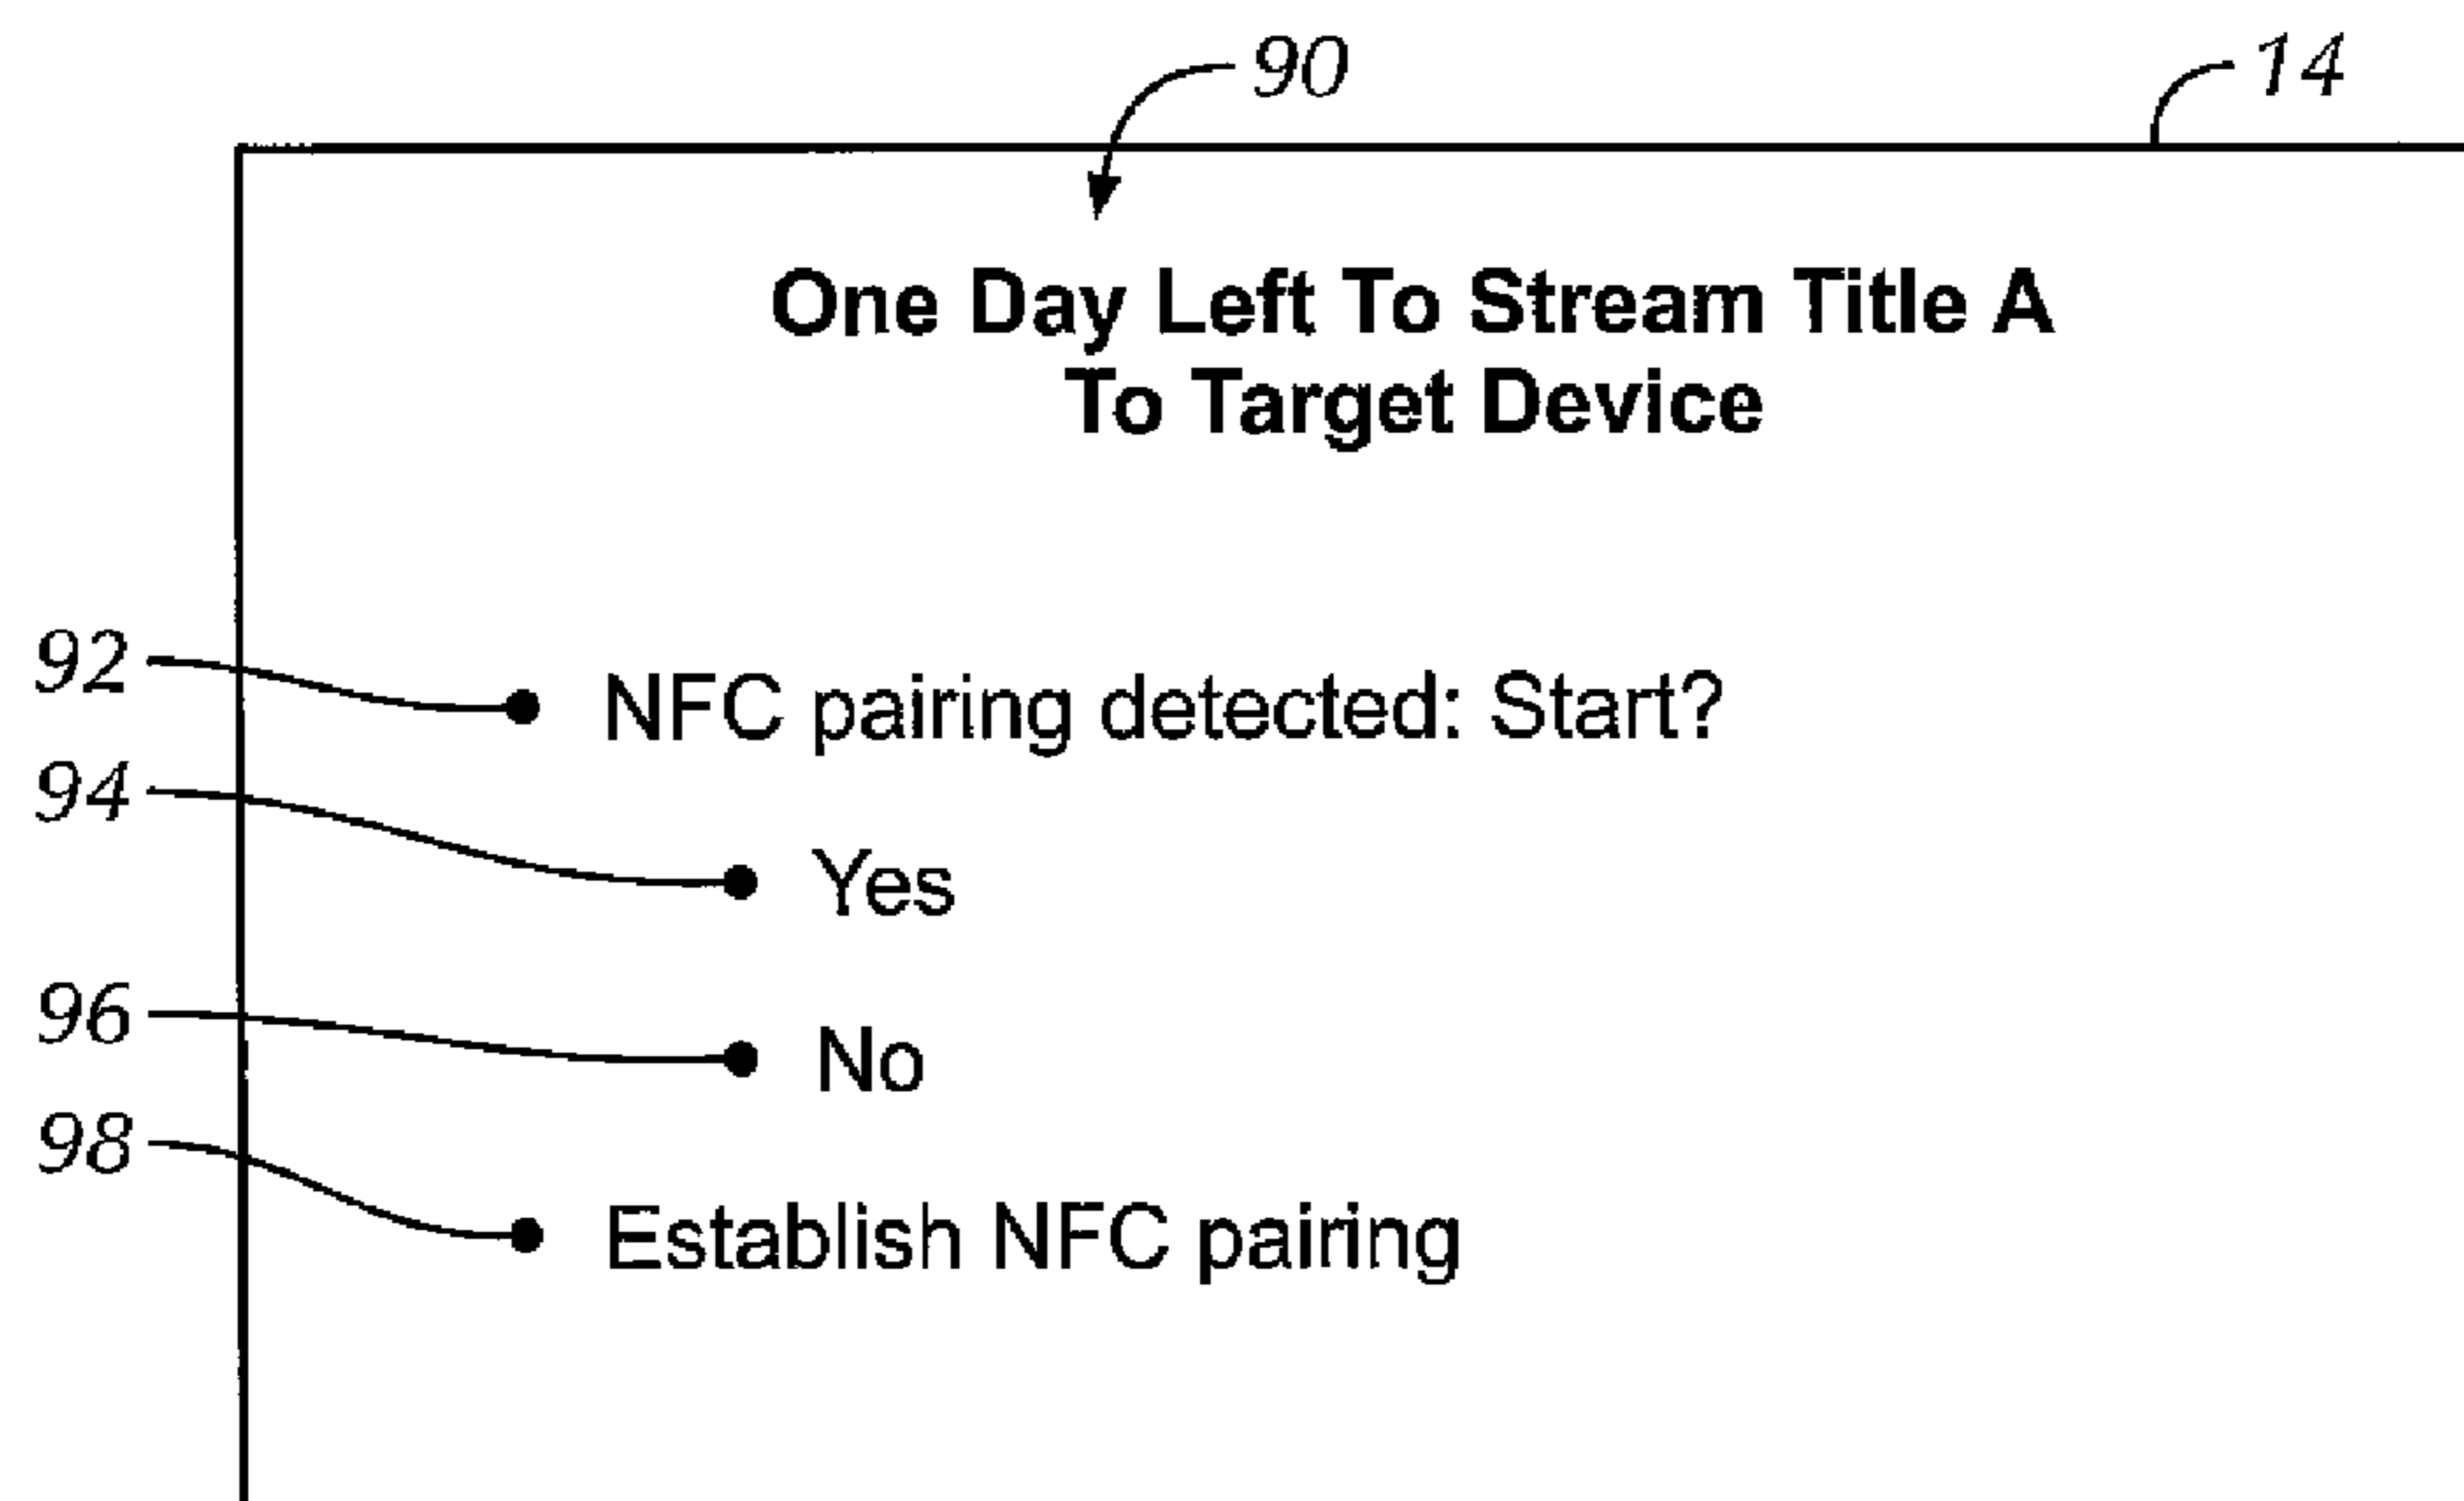 90
14
One Day Left To Stream Title A
To Target Device
92
NFC pairing detected: Start?
94
Yes
96
No
98
Establish NFC pairing